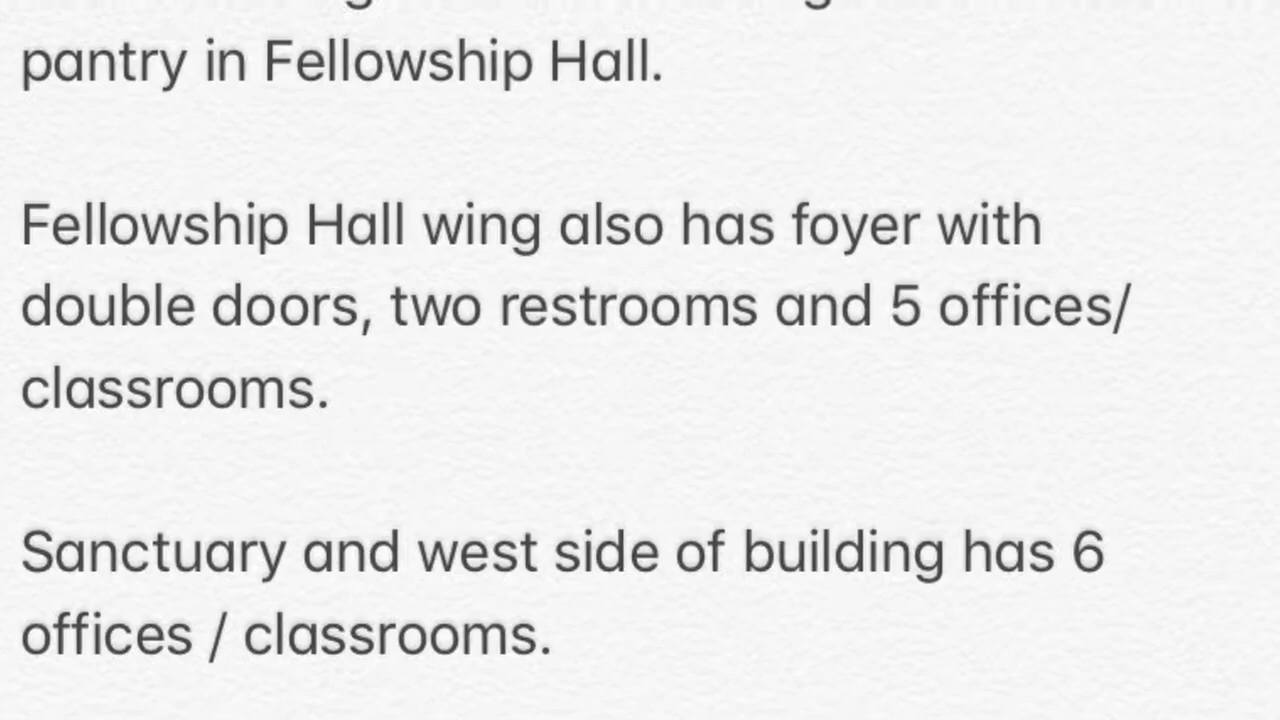 pantry in Fellowship Hall.
Fellowship Hall wing also has foyer with
double doors, two restrooms and 5 offices/
classrooms.
Sanctuary and west side of building has 6
offices / classrooms.